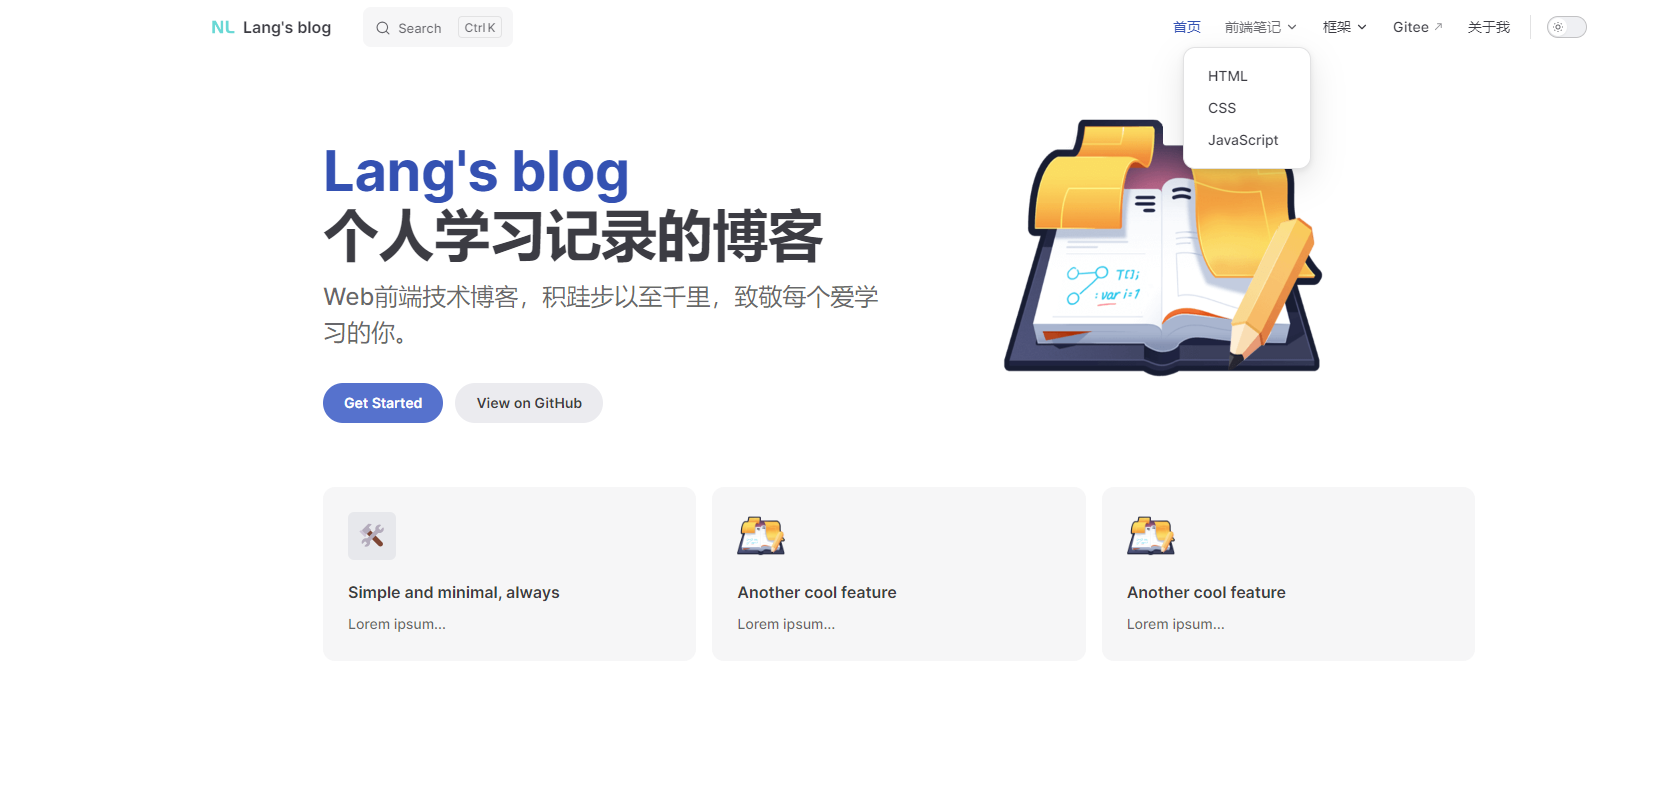 NL Lang's blog Search Ctrl K 首页 前端笔记 框架 Gitee 关于我
HTML
CSS
JavaScript
Lang's blog
个人学习记录的博客
Web前端技术博客，积跬步以至千里，致敬每个爱学
习的你。
T[];
: var i=1
Get Started View on GitHub
Simple and minimal, always
Lorem ipsum...
Another cool feature
Lorem ipsum...
Another cool feature
Lorem ipsum...